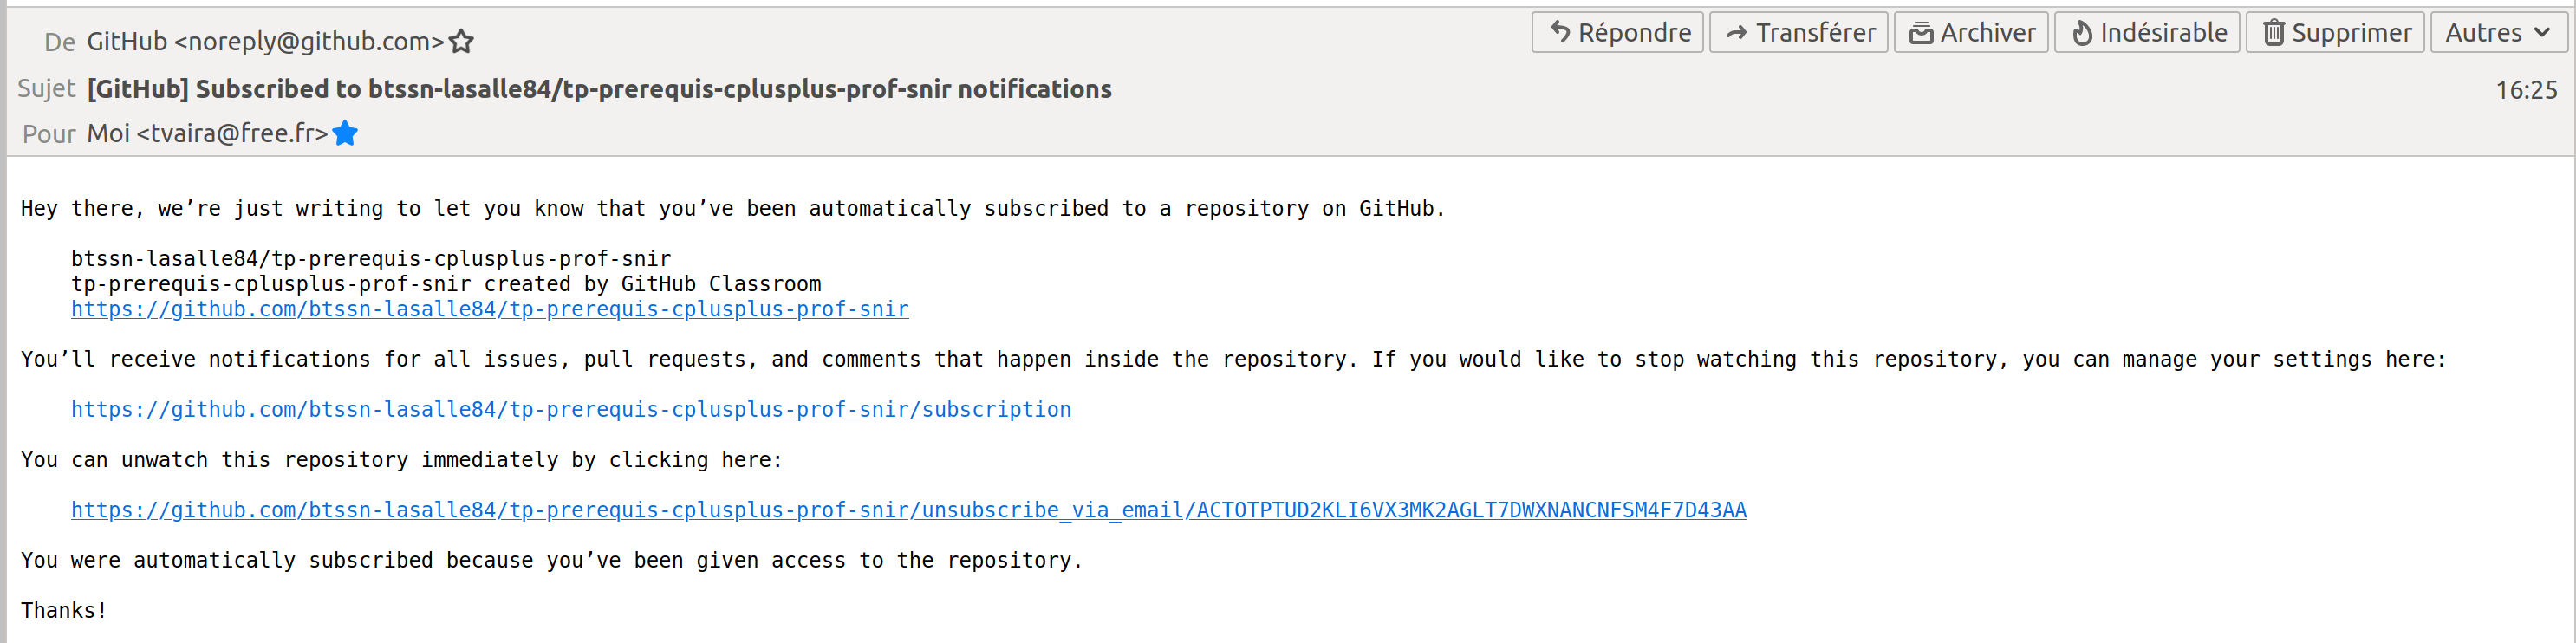 De GitHub <noreply@github.com>
Répondre Transférer Archiver Indésirable Supprimer Autres
Sujet [GitHub] Subscribed to btssn-lasalle84/tp-prerequis-cplusplus-prof-snir notifications 16:25
Pour Moi <tvaira@free.fr>
Hey there, we’re just writing to let you know that you’ve been automatically subscribed to a repository on GitHub.
btssn-lasalle84/tp-prerequis-cplusplus-prof-snir
tp-prerequis-cplusplus-prof-snir created by GitHub Classroom
https://github.com/btssn-lasalle84/tp-prerequis-cplusplus-prof-snir
You’ll receive notifications for all issues, pull requests, and comments that happen inside the repository. If you would like to stop watching this repository, you can manage your settings here:
https://github.com/btssn-lasalle84/tp-prerequis-cplusplus-prof-snir/subscription
You can unwatch this repository immediately by clicking here:
https://github.com/btssn-lasalle84/tp-prerequis-cplusplus-prof-snir/unsubscribe_via_email/ACTOTPTUD2KLI6VX3MK2AGLT7DWXNANCNFSM4F7D43AA
You were automatically subscribed because you’ve been given access to the repository.
Thanks!